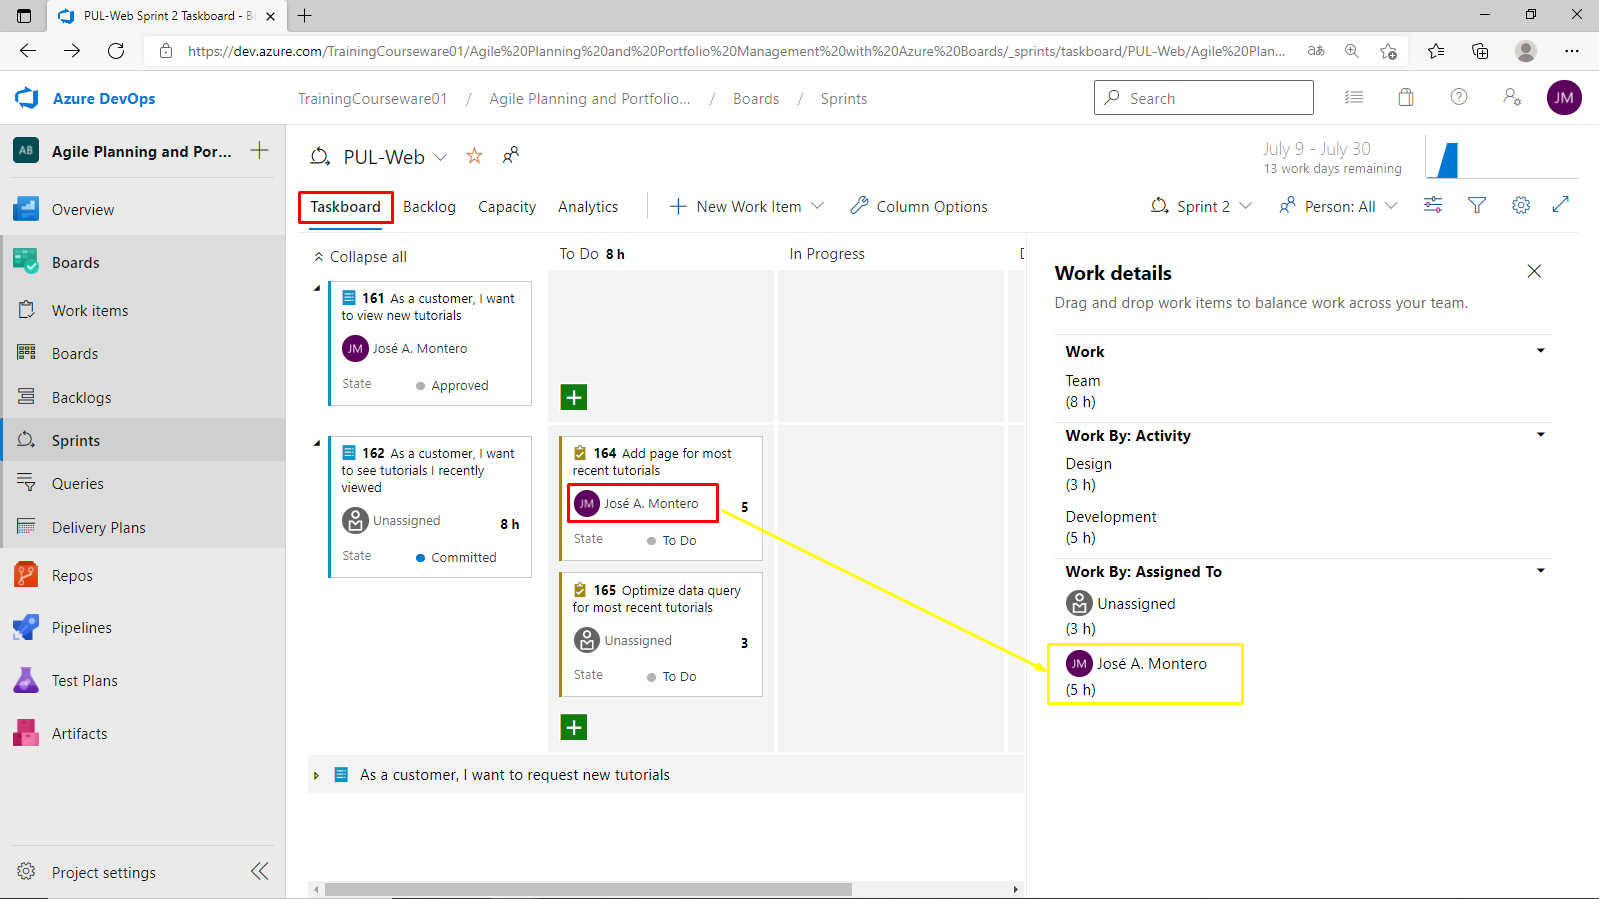 PUL-Web Sprint 2 Taskboard - Bo
https://dev.azure.com/TrainingCourseware01/Agile%20Planning%20and%20Portfolio%20Management%20with%20Azure%20Boards/_sprints/taskboard/PUL-Web/Agile%20Plan...
Azure DevOps
TrainingCourseware01 / Agile Planning and Portfolio... / Boards / Sprints
Search
JM
AB
Agile Planning and Por...
Overview
Boards
Work items
Boards
Backlogs
Sprints
Queries
Delivery Plans
Repos
Pipelines
Test Plans
Artifacts
Project settings
PUL-Web
July 9 - July 30
13 work days remaining
Taskboard
Backlog
Capacity
Analytics
New Work Item
Column Options
Sprint 2
Person: All
Collapse all
To Do 8 h
In Progress
161 As a customer, I want
to view new tutorials
JM José A. Montero
State Approved
162 As a customer, I want
to see tutorials I recently
viewed
Unassigned 8 h
State Committed
164 Add page for most
recent tutorials
JM José A. Montero 5
State To Do
165 Optimize data query
for most recent tutorials
Unassigned 3
State To Do
As a customer, I want to request new tutorials
Work details
Drag and drop work items to balance work across your team.
Work
Team
(8 h)
Work By: Activity
Design
(3 h)
Development
(5 h)
Work By: Assigned To
Unassigned
(3 h)
JM José A. Montero
(5 h)